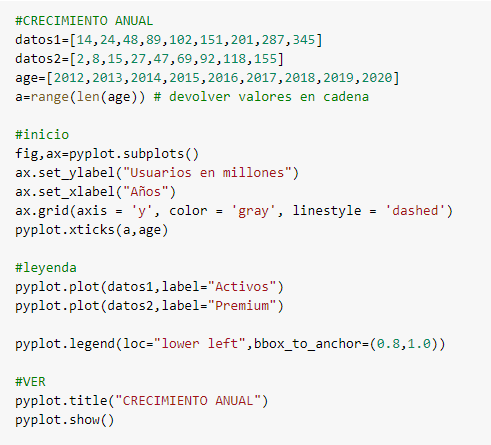 #CRECIMIENTO ANUAL
datos1=[14,24,48,89,102,151,201,287,345]
datos2=[2,8,15,27,47,69,92,118,155]
age=[2012,2013,2014,2015,2016,2017,2018,2019,2020]
a=range(len(age)) # devolver valores en cadena
#inicio
fig,ax=pyplot.subplots()
ax.set_ylabel("Usuarios en millones")
ax.set_xlabel("Años")
ax.grid(axis = 'y', color = 'gray', linestyle = 'dashed')
pyplot.xticks(a,age)
#leyenda
pyplot.plot(datos1,label="Activos")
pyplot.plot(datos2,label="Premium")
pyplot.legend(loc="lower left",bbox_to_anchor=(0.8,1.0))
#VER
pyplot.title("CRECIMIENTO ANUAL")
pyplot.show()